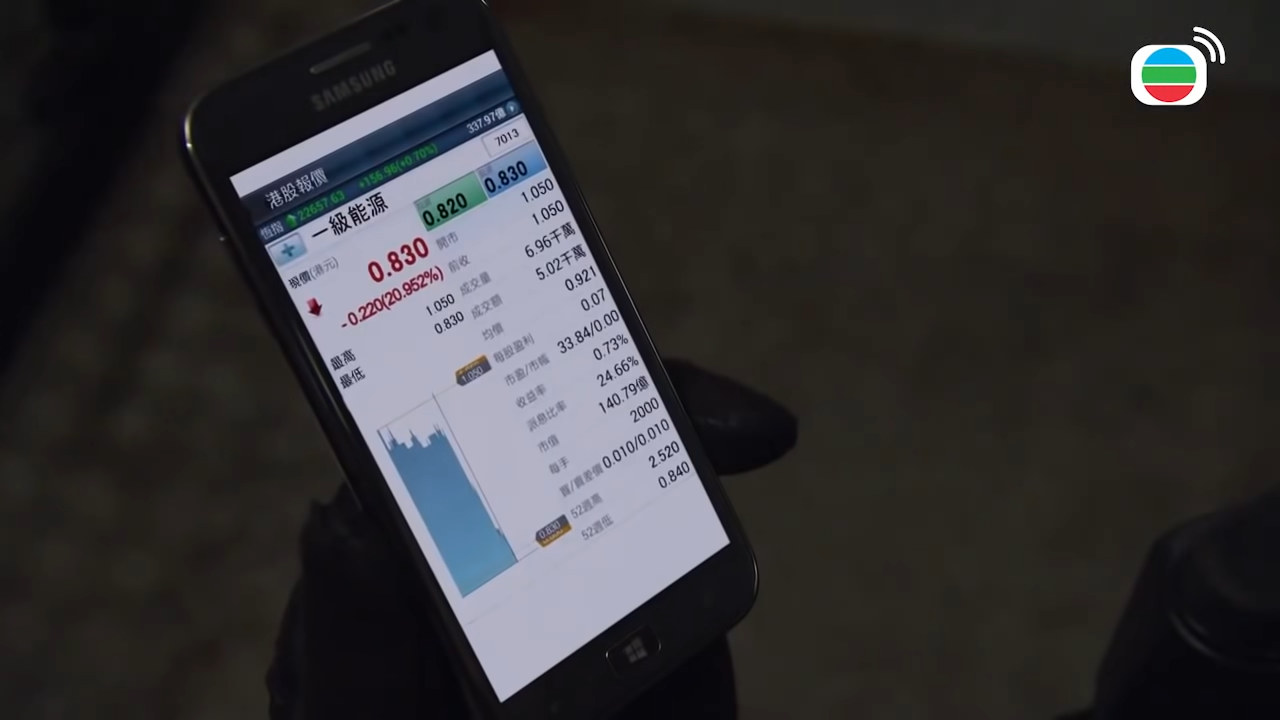 SAMSUNG
港股報價
恆指 22657.63 +156.96(+0.70%) 337.97億
一級能源 7013
0.820 0.830
現價(港元) 0.830
-0.220(20.952%)
最高 1.050
最低 0.830
開市 1.050
前收 1.050
成交量 6.96千萬
成交額 5.02千萬
均價 0.921
每股盈利 0.07
市盈/市帳 33.84/0.00
收益率 0.73%
派息比率 24.66%
市值 140.79億
每手 2000
買/賣差價 0.010/0.010
52週高 2.520
52週低 0.840
1.050
0.830